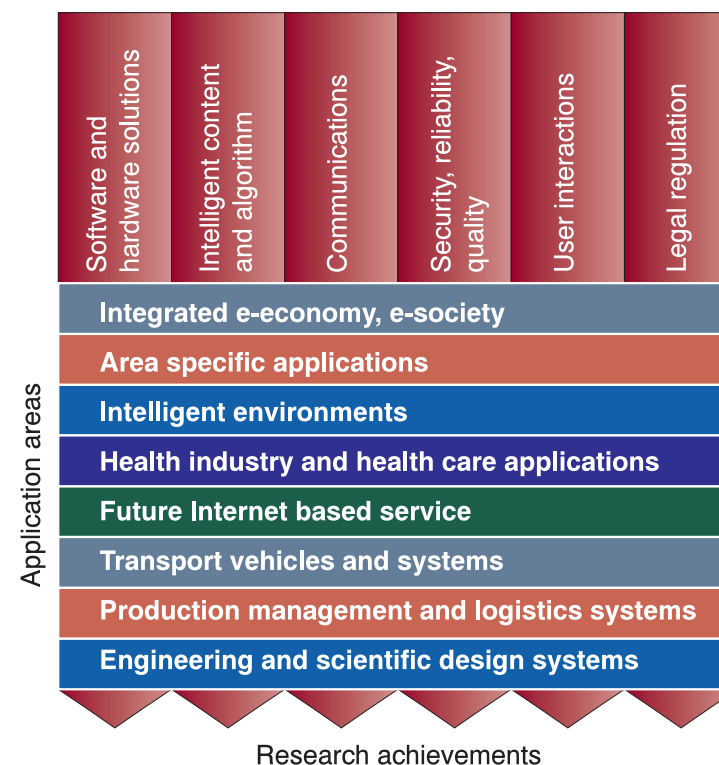 Software and
hardware solutions
Intelligent content
and algorithm
Communications
Security, reliability,
quality
User interactions
Legal regulation
Application areas
Integrated e-economy, e-society
Area specific applications
Intelligent environments
Health industry and health care applications
Future Internet based service
Transport vehicles and systems
Production management and logistics systems
Engineering and scientific design systems
Research achievements